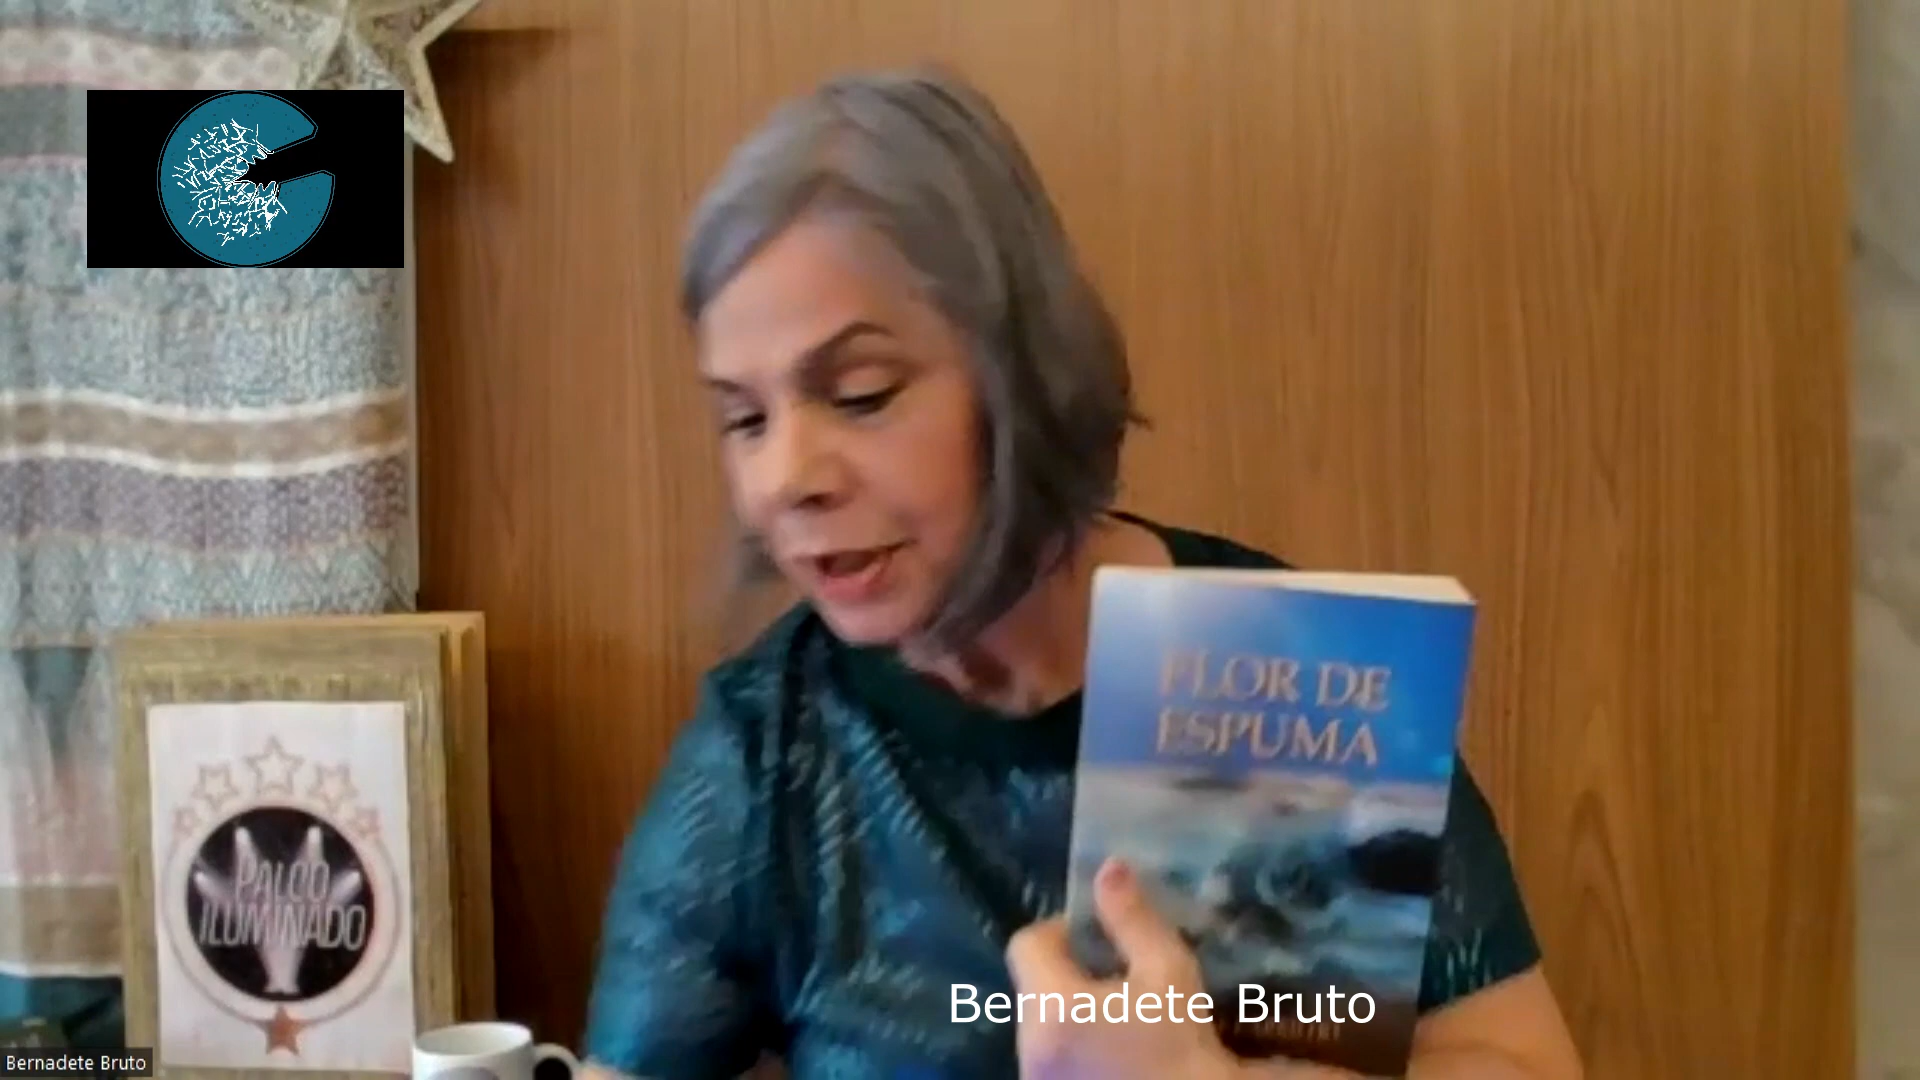 FLOR DE
ESPUMA
PALCO
ILUMINADO
Bernadete Bruto
Bernadete Bruto